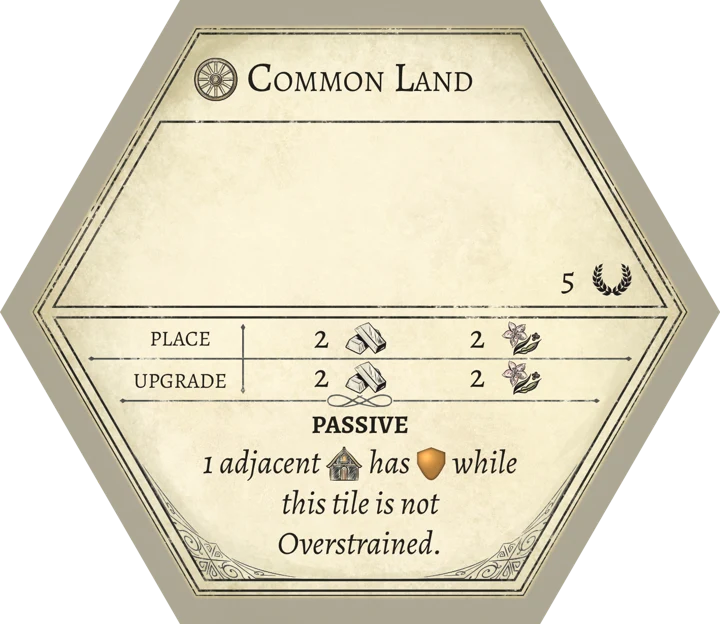 Common Land
5
PLACE 2 2
UPGRADE 2 2
PASSIVE
1 adjacent has while
this tile is not
Overstrained.